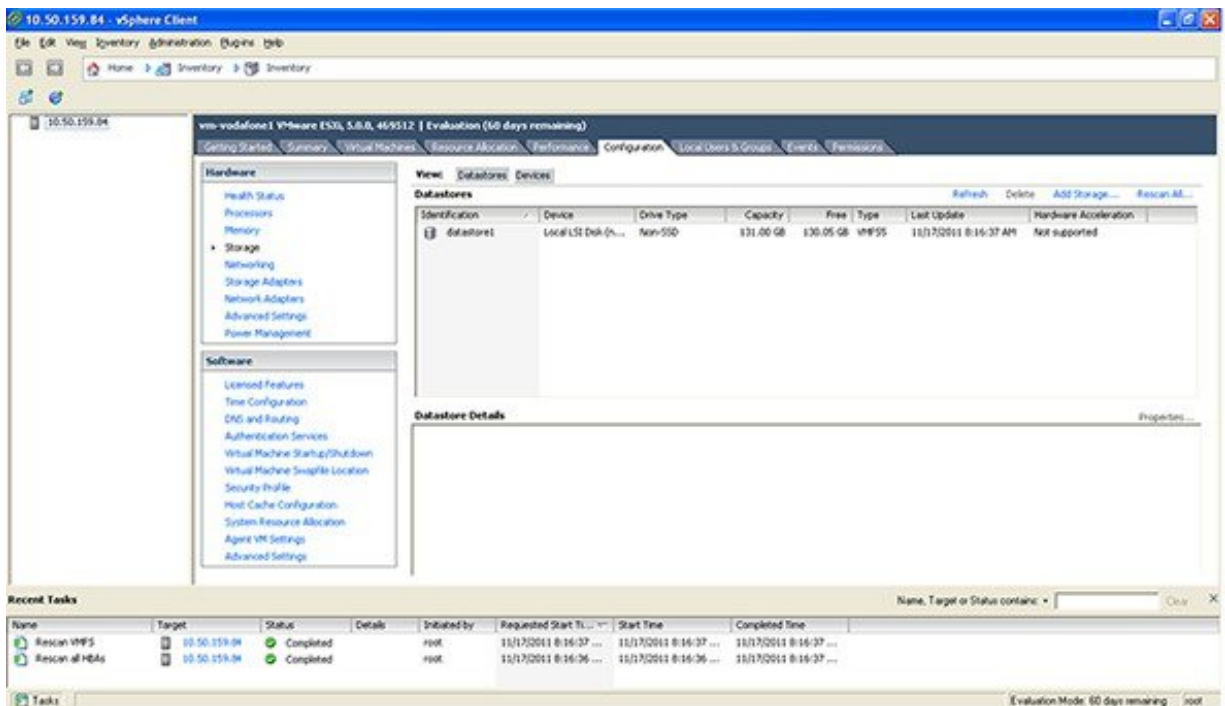 10.50.159.84 - vSphere Client
File Edit View Inventory Administration Plug-ins Help
Home Inventory Inventory
10.50.159.84
vm-vodafone1 VMware ESXi, 5.0.0, 469512 | Evaluation (60 days remaining)
Getting Started Summary Virtual Machines Resource Allocation Performance Configuration Local Users & Groups Events Permissions
Hardware
Health Status
Processors
Memory
Storage
Networking
Storage Adapters
Network Adapters
Advanced Settings
Power Management
Software
Licensed Features
Time Configuration
DNS and Routing
Authentication Services
Virtual Machine Startup/Shutdown
Virtual Machine Swapfile Location
Security Profile
Host Cache Configuration
System Resource Allocation
Agent VM Settings
Advanced Settings
View: Datastores Devices
Datastores Refresh Delete Add Storage... Rescan All...
Identification Device Drive Type Capacity Free Type Last Update Hardware Acceleration
datastore1 Local LSI Disk (n... Non-SSD 131.00 GB 130.05 GB VMFS5 11/17/2011 8:16:37 AM Not supported
Datastore Details Properties...
Recent Tasks Name, Target or Status contains: Clear
Name Target Status Details Initiated by Requested Start Ti... Start Time Completed Time
Rescan VMFS 10.50.159.84 Completed root 11/17/2011 8:16:37 ... 11/17/2011 8:16:37 ... 11/17/2011 8:16:37 ...
Rescan all HBAs 10.50.159.84 Completed root 11/17/2011 8:16:36 ... 11/17/2011 8:16:36 ... 11/17/2011 8:16:37 ...
Tasks Evaluation Mode: 60 days remaining root